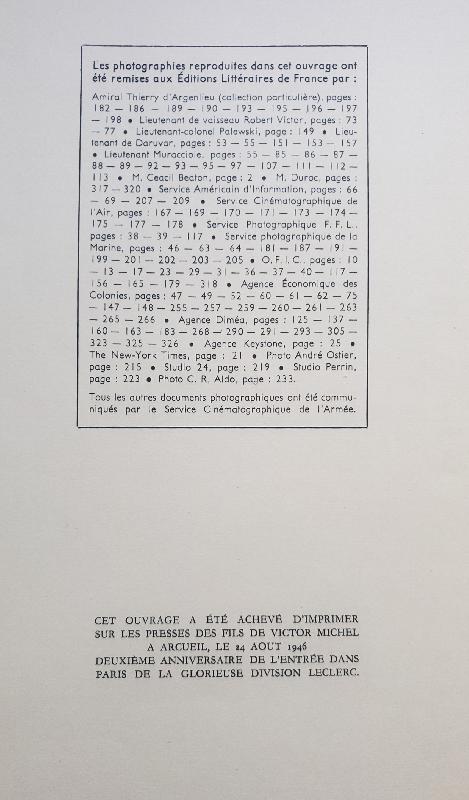 Les photographies reproduites dans cet ouvrage ont
été remises aux Éditions Littéraires de France par :
Amiral Thierry d'Argenlieu (collection particulière), pages :
182 — 186 — 189 — 190 — 193 — 195 — 196 — 197
— 198 • Lieutenant de vaisseau Robert Victor, pages : 73
— 77 • Lieutenant-colonel Palewski, page : 149 • Lieu-
tenant de Daruvar, pages : 53 — 55 — 151 — 153 — 157
• Lieutenant Muracciole, pages : 55 — 85 — 86 — 87 —
88 — 89 — 92 — 93 — 95 — 97 — 107 — 111 — 112 —
113 • M. Ceacil Beaton, page : 2 • M. Duroc, pages :
317 — 320 • Service Américain d'Information, pages : 66
— 69 — 207 — 209 • Service Cinématographique de
l'Air, pages : 167 — 169 — 170 — 171 — 173 — 174 —
175 — 177 — 178 • Service Photographique F. F. L.,
pages : 38 — 39 — 117 • Service photographique de la
Marine, pages : 46 — 63 — 64 — 181 — 187 — 191 —
199 — 201 — 202 — 203 — 205 • O. F. I. C., pages : 10
— 13 — 17 — 23 — 29 — 31 — 36 — 37 — 40 — 117 —
156 — 165 — 179 — 318 • Agence Économique des
Colonies, pages : 47 — 49 — 52 — 60 — 61 — 62 — 75
— 147 — 148 — 255 — 257 — 259 — 260 — 261 — 263
— 265 — 266 • Agence Diméa, pages : 125 — 137 —
160 — 163 — 183 — 268 — 290 — 291 — 293 — 305 —
323 — 325 — 326 • Agence Keystone, page : 25 •
The New-York Times, page : 21 • Photo André Ostier,
page : 215 • Studio 24, page : 219 • Studio Perrin,
page : 223 • Photo C. R. Aldo, page : 233.
Tous les autres documents photographiques ont été commu-
niqués par le Service Cinématographique de l'Armée.
CET OUVRAGE A ÉTÉ ACHEVÉ D'IMPRIMER
SUR LES PRESSES DES FILS DE VICTOR MICHEL
A ARCUEIL, LE 24 AOUT 1946
DEUXIÈME ANNIVERSAIRE DE L'ENTRÉE DANS
PARIS DE LA GLORIEUSE DIVISION LECLERC.